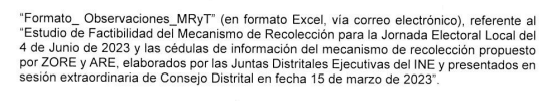 "Formato_ Observaciones_MRyT" (en formato Excel, vía correo electrónico), referente al
"Estudio de Factibilidad del Mecanismo de Recolección para la Jornada Electoral Local del
4 de Junio de 2023 y las cédulas de información del mecanismo de recolección propuesto
por ZORE y ARE, elaborados por las Juntas Distritales Ejecutivas del INE y presentados en
sesión extraordinaria de Consejo Distrital en fecha 15 de marzo de 2023".